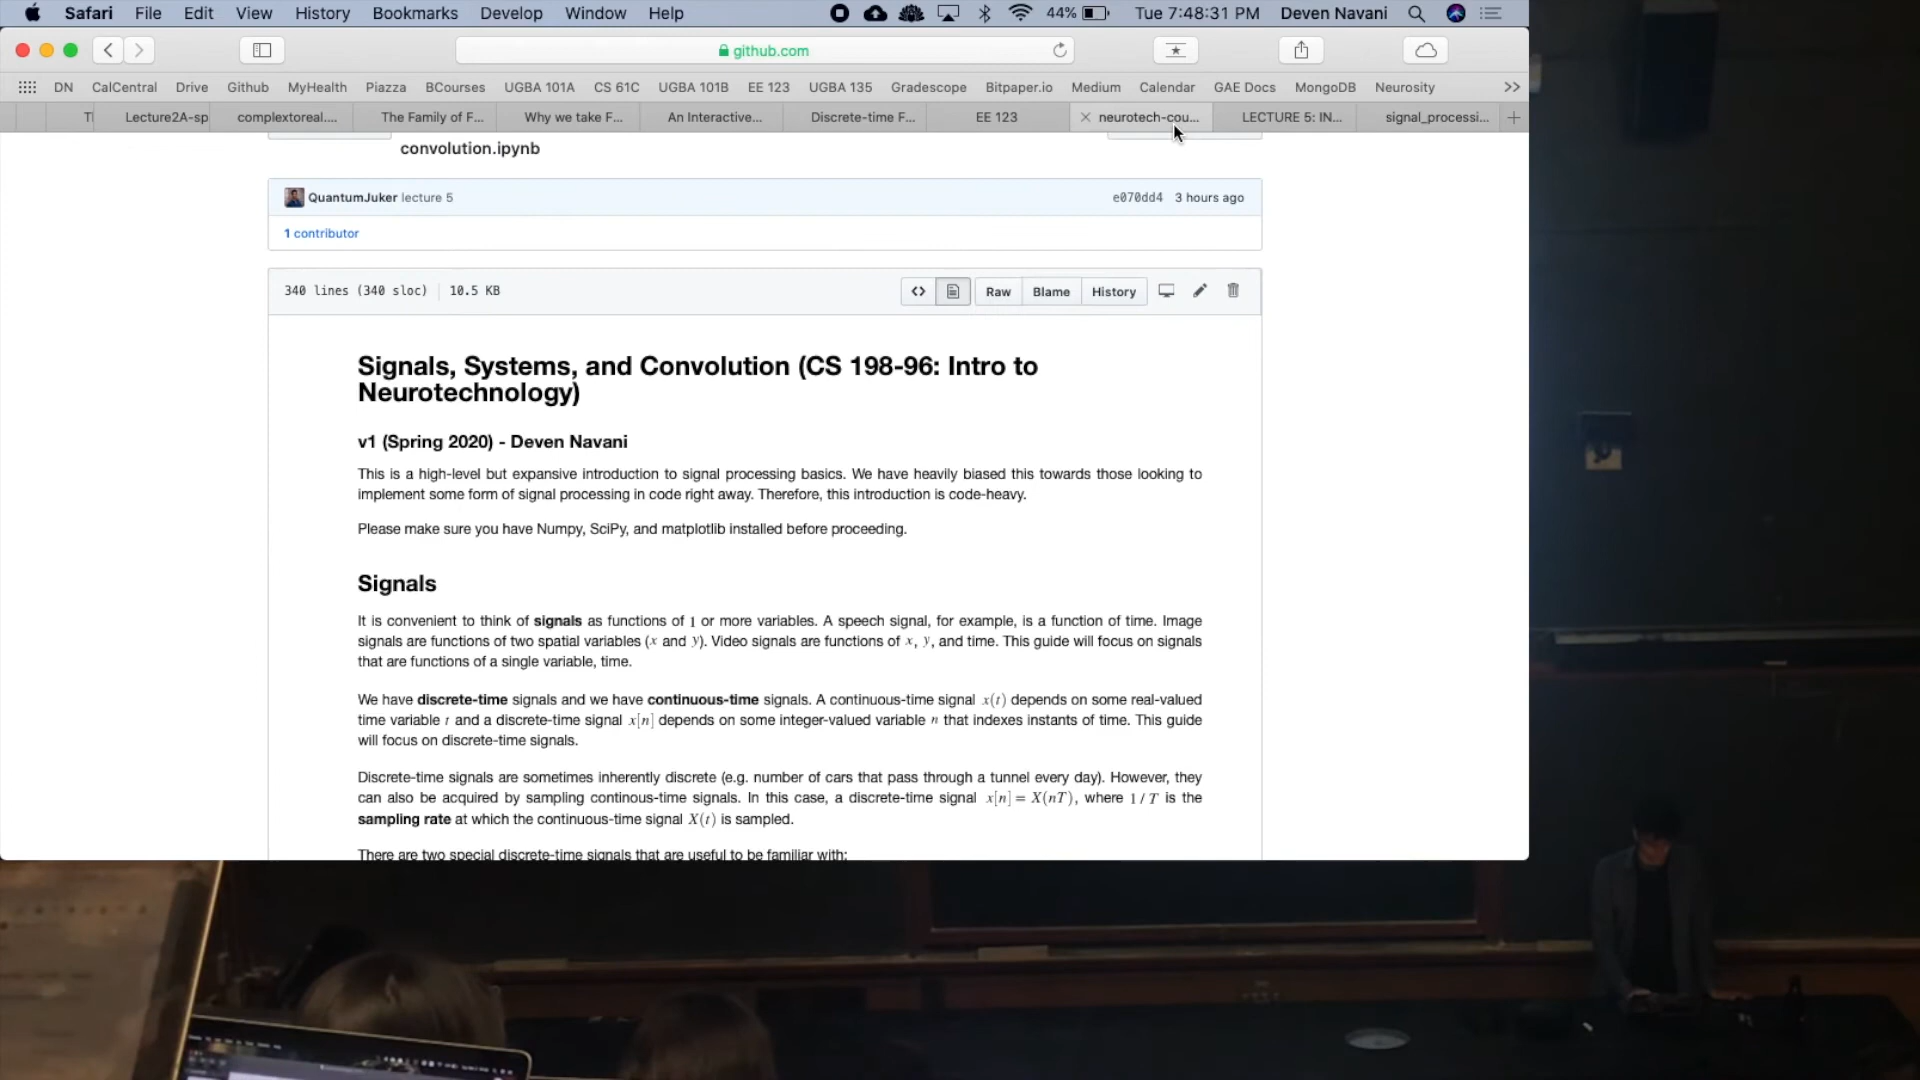 Safari File Edit View History Bookmarks Develop Window Help 44% Tue 7:48:31 PM Deven Navani
github.com
DN CalCentral Drive Github MyHealth Piazza BCourses UGBA 101A CS 61C UGBA 101B EE 123 UGBA 135 Gradescope Bitpaper.io Medium Calendar GAE Docs MongoDB Neurosity
Lecture2A-sp complextoreal.... The Family of F... Why we take F... An Interactive... Discrete-time F... EE 123 neurotech-cou... LECTURE 5: IN... signal_processi...
convolution.ipynb
QuantumJuker lecture 5 e070dd4 3 hours ago
1 contributor
340 lines (340 sloc) 10.5 KB Raw Blame History
Signals, Systems, and Convolution (CS 198-96: Intro to
Neurotechnology)
v1 (Spring 2020) - Deven Navani
This is a high-level but expansive introduction to signal processing basics. We have heavily biased this towards those looking to
implement some form of signal processing in code right away. Therefore, this introduction is code-heavy.
Please make sure you have Numpy, SciPy, and matplotlib installed before proceeding.
Signals
It is convenient to think of signals as functions of 1 or more variables. A speech signal, for example, is a function of time. Image
signals are functions of two spatial variables (x and y). Video signals are functions of x, y, and time. This guide will focus on signals
that are functions of a single variable, time.
We have discrete-time signals and we have continuous-time signals. A continuous-time signal x(t) depends on some real-valued
time variable t and a discrete-time signal x[n] depends on some integer-valued variable n that indexes instants of time. This guide
will focus on discrete-time signals.
Discrete-time signals are sometimes inherently discrete (e.g. number of cars that pass through a tunnel every day). However, they
can also be acquired by sampling continous-time signals. In this case, a discrete-time signal x[n] = X(nT), where 1 / T is the
sampling rate at which the continuous-time signal X(t) is sampled.
There are two special discrete-time signals that are useful to be familiar with: